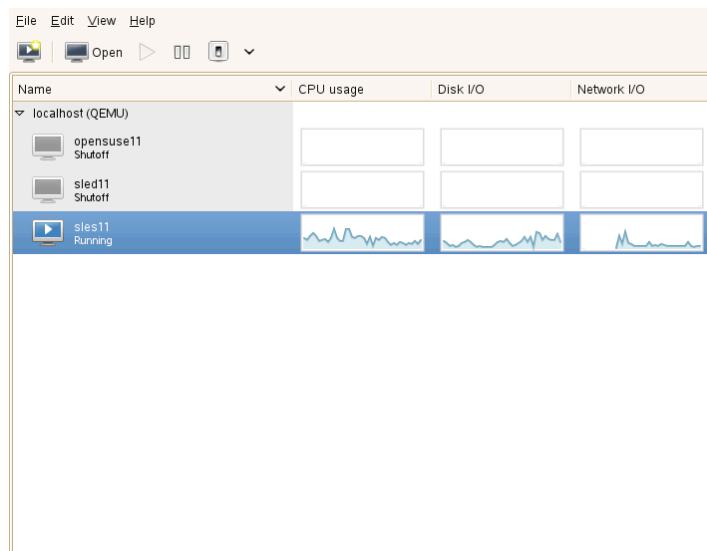 File Edit View Help
Open
Name CPU usage Disk I/O Network I/O
localhost (QEMU)
opensuse11
Shutoff
sled11
Shutoff
sles11
Running